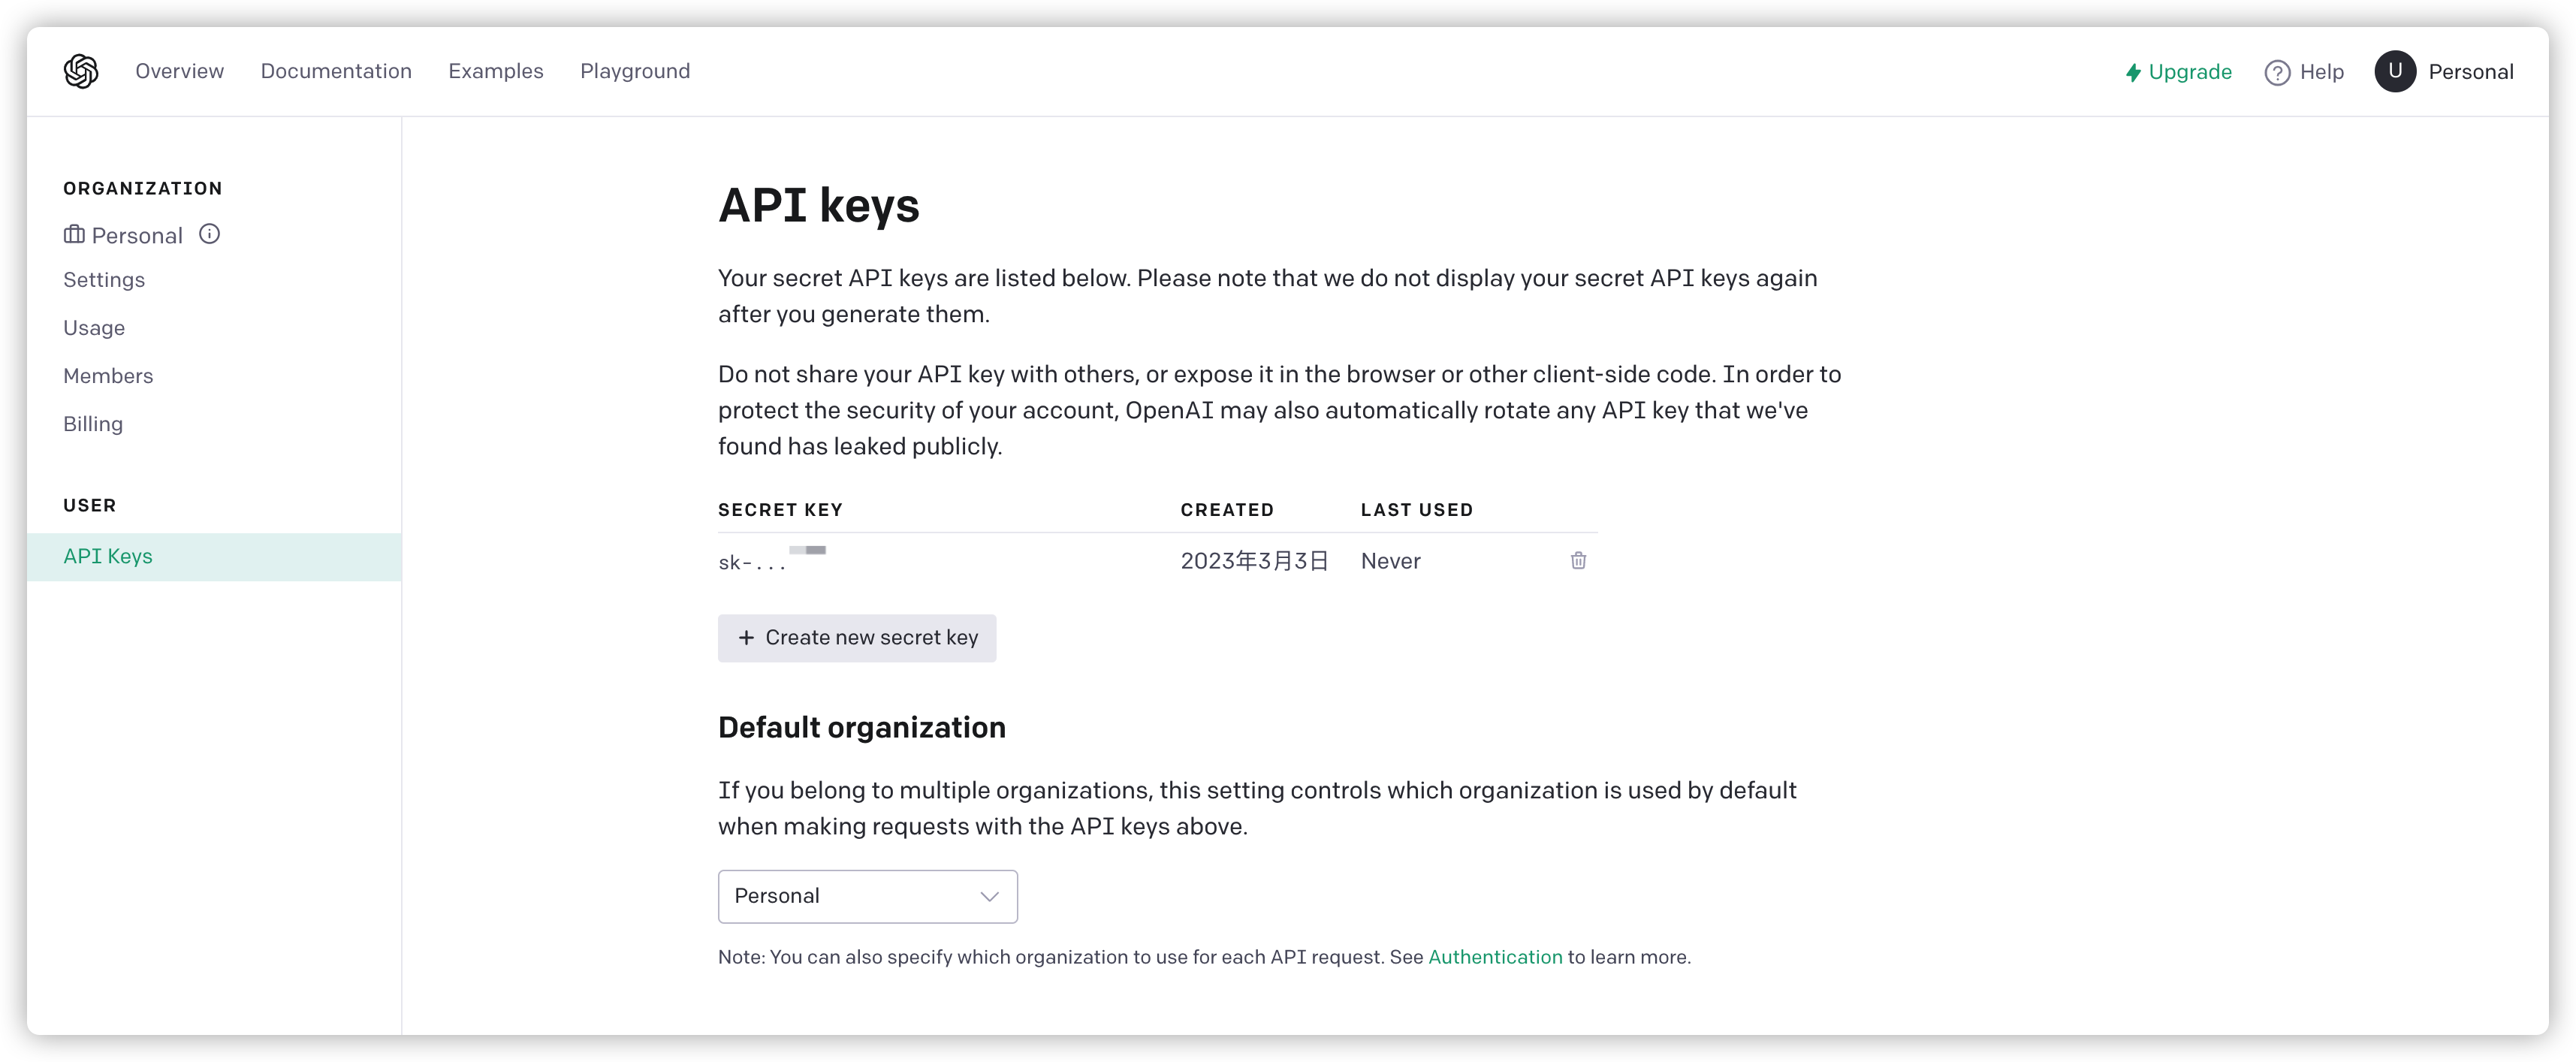 Overview Documentation Examples Playground
Upgrade Help U Personal
ORGANIZATION
Personal
Settings
Usage
Members
Billing
USER
API Keys
API keys
Your secret API keys are listed below. Please note that we do not display your secret API keys again
after you generate them.
Do not share your API key with others, or expose it in the browser or other client-side code. In order to
protect the security of your account, OpenAI may also automatically rotate any API key that we've
found has leaked publicly.
SECRET KEY CREATED LAST USED
sk-... 2023年3月3日 Never
+ Create new secret key
Default organization
If you belong to multiple organizations, this setting controls which organization is used by default
when making requests with the API keys above.
Personal
Note: You can also specify which organization to use for each API request. See Authentication to learn more.